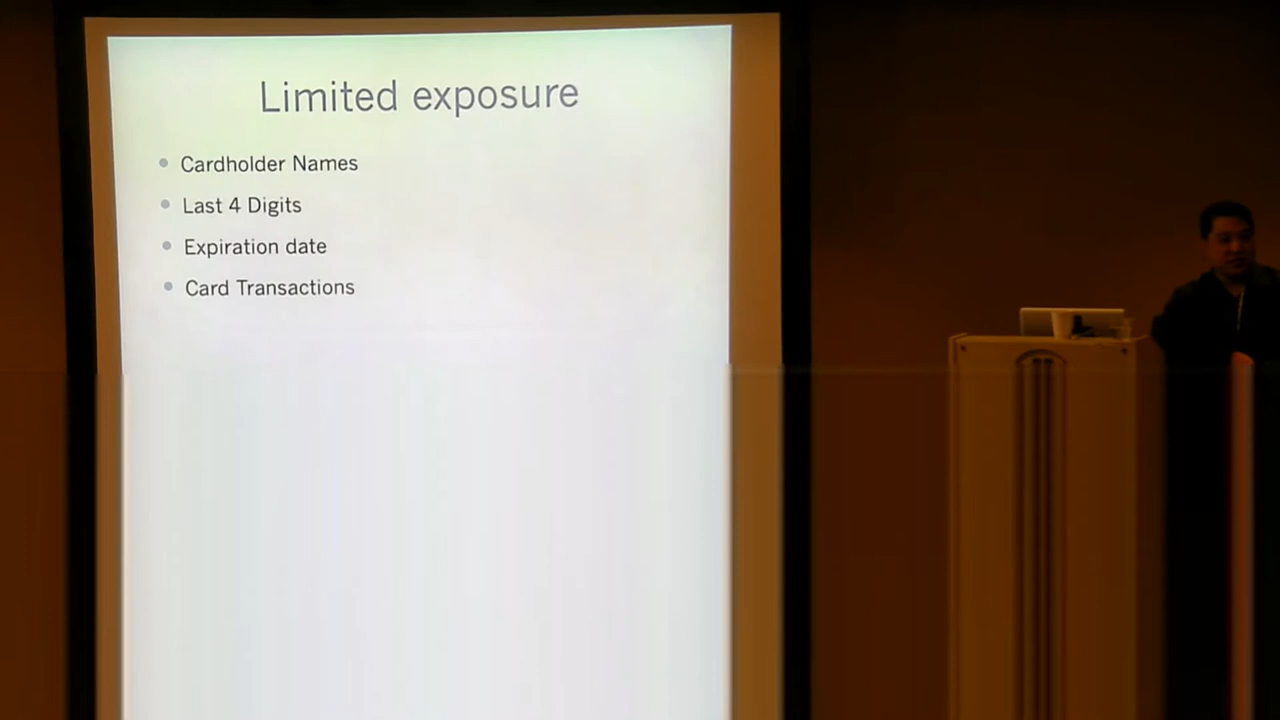 Limited exposure
Cardholder Names
Last 4 Digits
Expiration date
Card Transactions